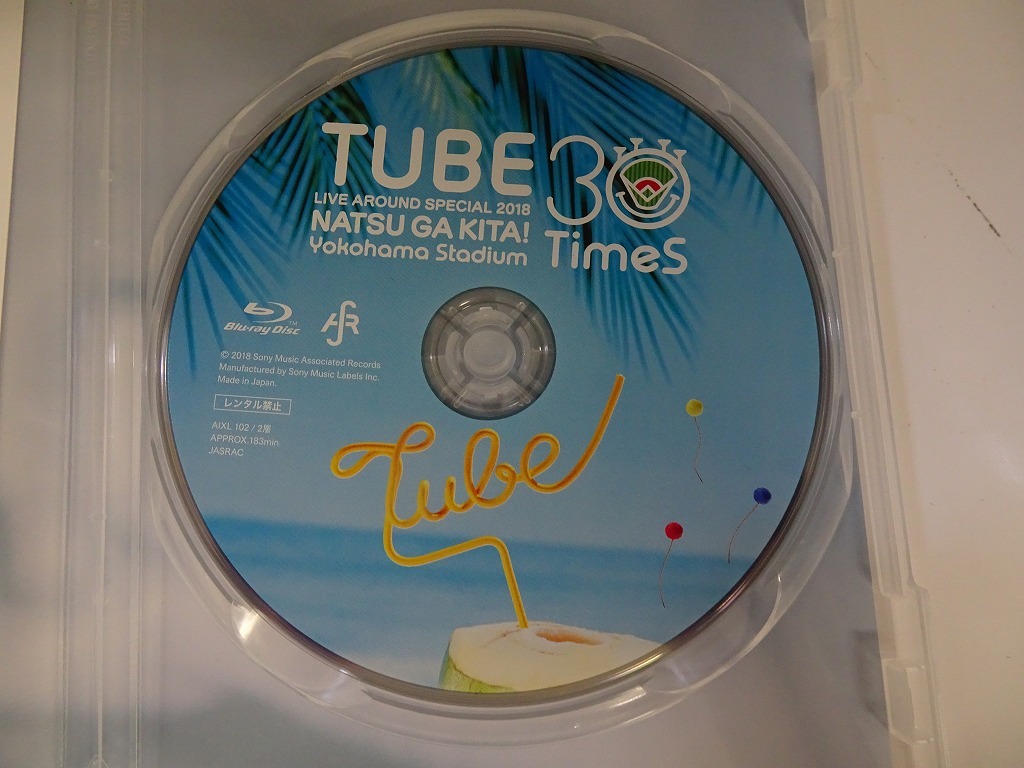 TUBE
LIVE AROUND SPECIAL 2018
NATSU GA KITA!
Yokohama Stadium
30
Times
Blu-ray Disc™
© 2018 Sony Music Associated Records
Manufactured by Sony Music Labels Inc.
Made in Japan.
レンタル禁止
AIXL 102 / 2層
APPROX.183min
JASRAC
Tube